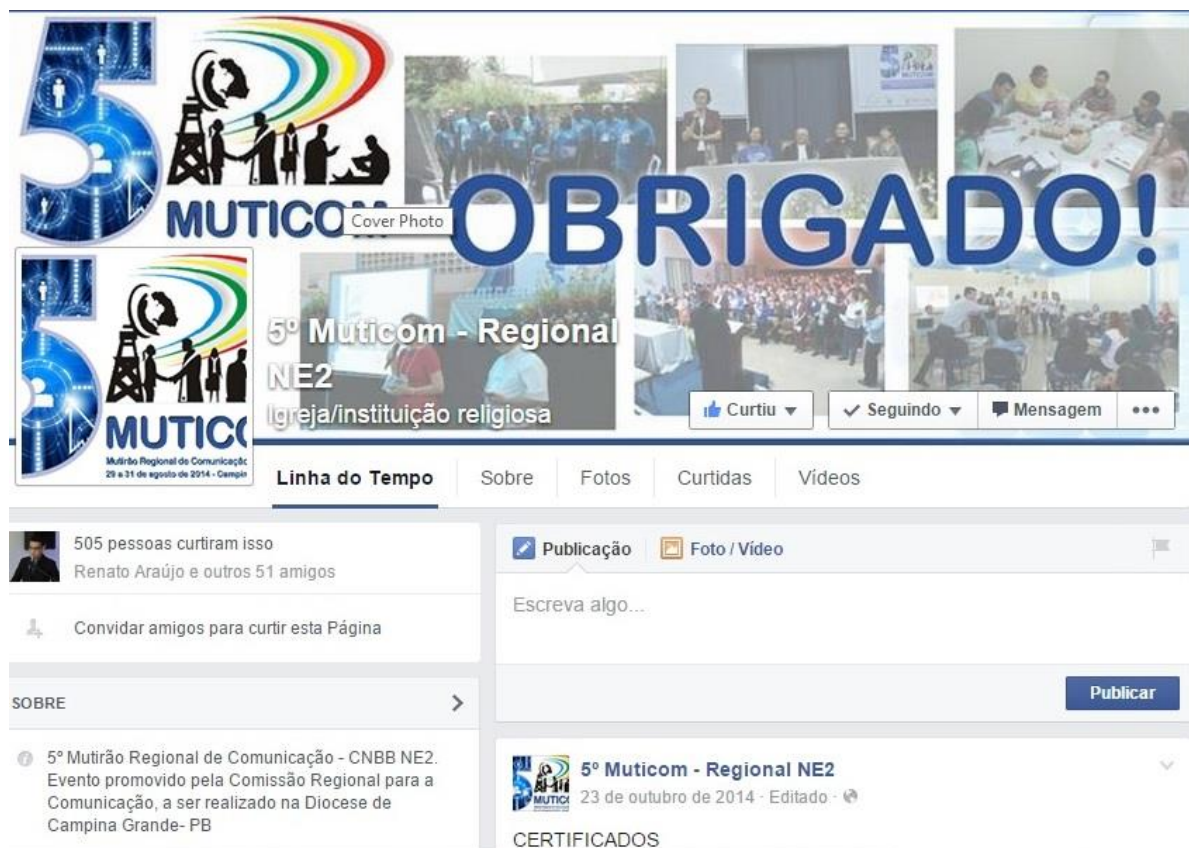 5
MUTICOM
Cover Photo
OBRIGADO!
5
MUTICO
Mutirão Regional de Comunicação
29 a 31 de agosto de 2014 - Campin
5º Muticom - Regional
NE2
Igreja/instituição religiosa
Curtiu
Seguindo
Mensagem
Linha do Tempo
Sobre
Fotos
Curtidas
Vídeos
505 pessoas curtiram isso
Renato Araújo e outros 51 amigos
Convidar amigos para curtir esta Página
SOBRE
5º Mutirão Regional de Comunicação - CNBB NE2.
Evento promovido pela Comissão Regional para a
Comunicação, a ser realizado na Diocese de
Campina Grande- PB
Publicação
Foto / Vídeo
Escreva algo...
Publicar
5º Muticom - Regional NE2
23 de outubro de 2014 · Editado ·
CERTIFICADOS